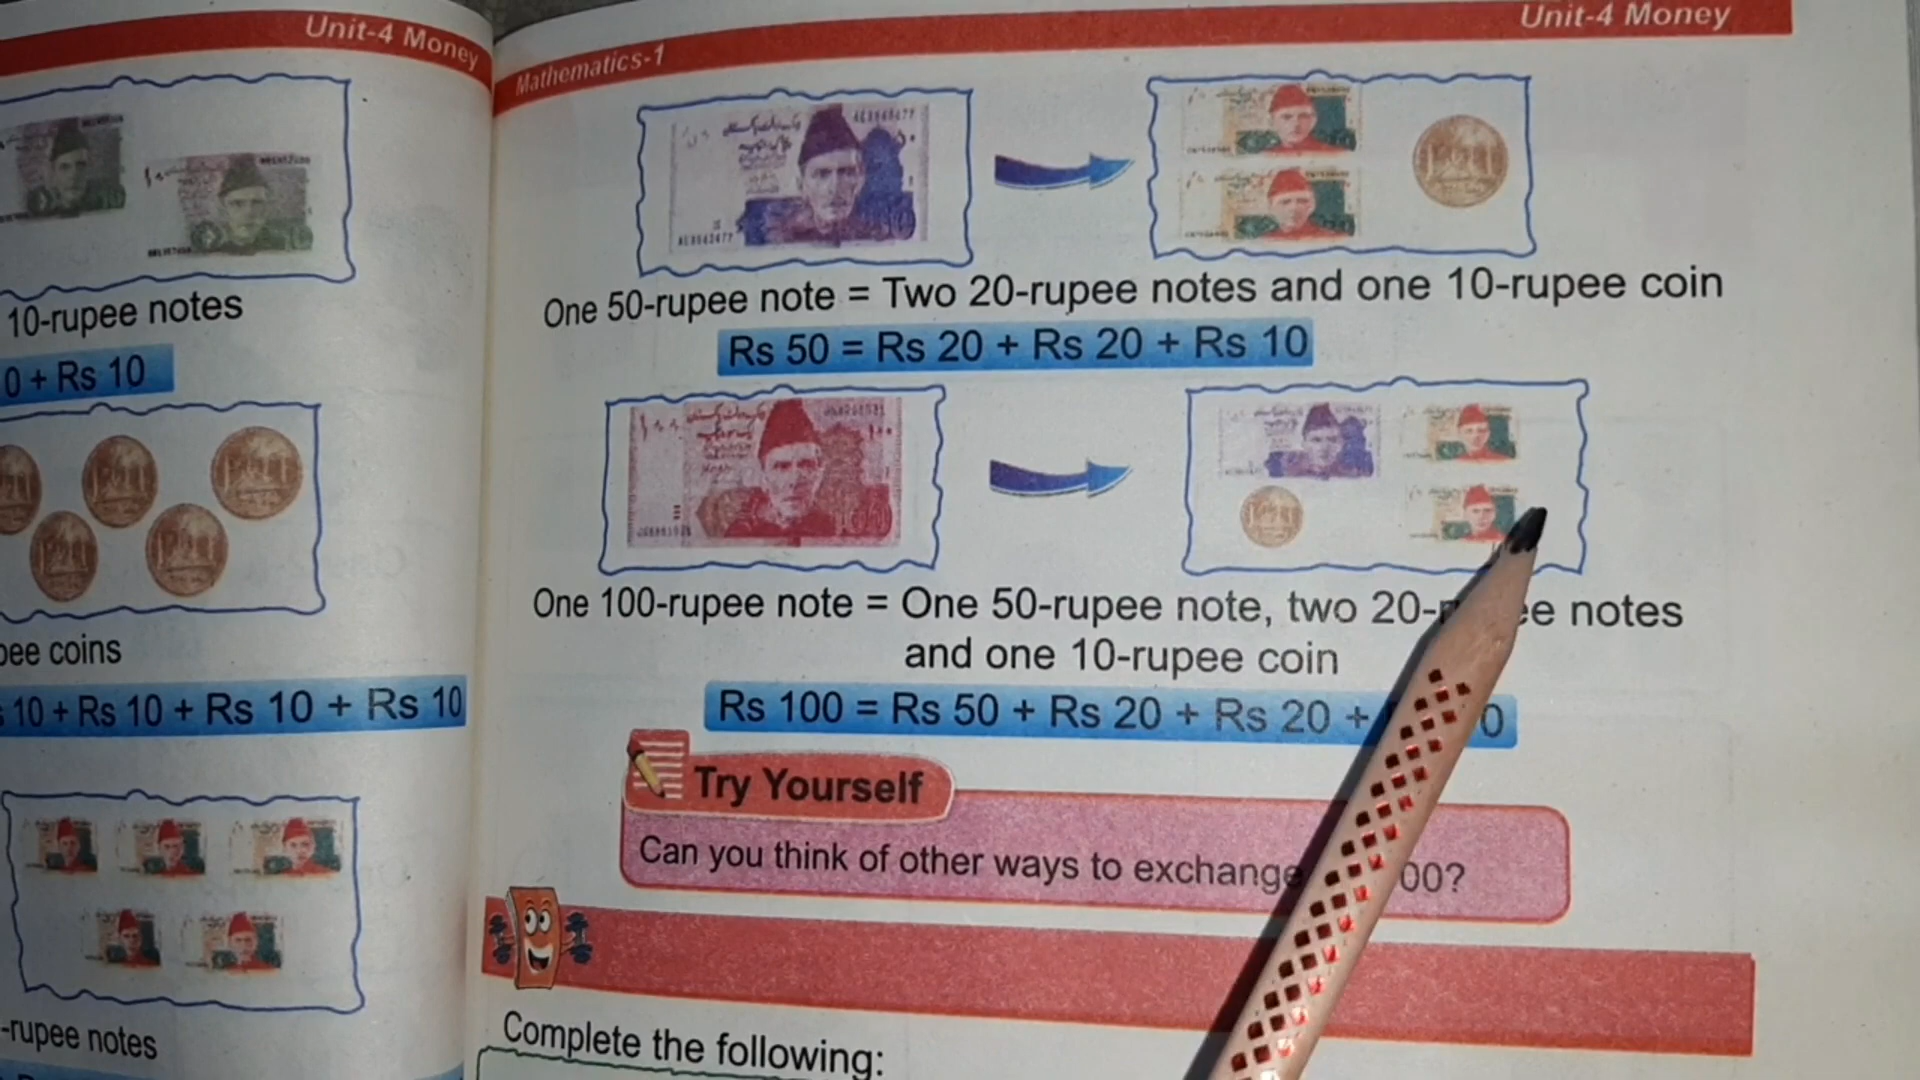 Unit-4 Money
10-rupee notes
0 + Rs 10
coins
10 + Rs 10 + Rs 10 + Rs 10
-rupee notes
Mathematics-1
Unit-4 Money
One 50-rupee note = Two 20-rupee notes and one 10-rupee coin
Rs 50 = Rs 20 + Rs 20 + Rs 10
One 100-rupee note = One 50-rupee note, two 20- notes
and one 10-rupee coin
Rs 100 = Rs 50 + Rs 20 + Rs 20 + 0
Try Yourself
Can you think of other ways to exchange 00?
Complete the following: